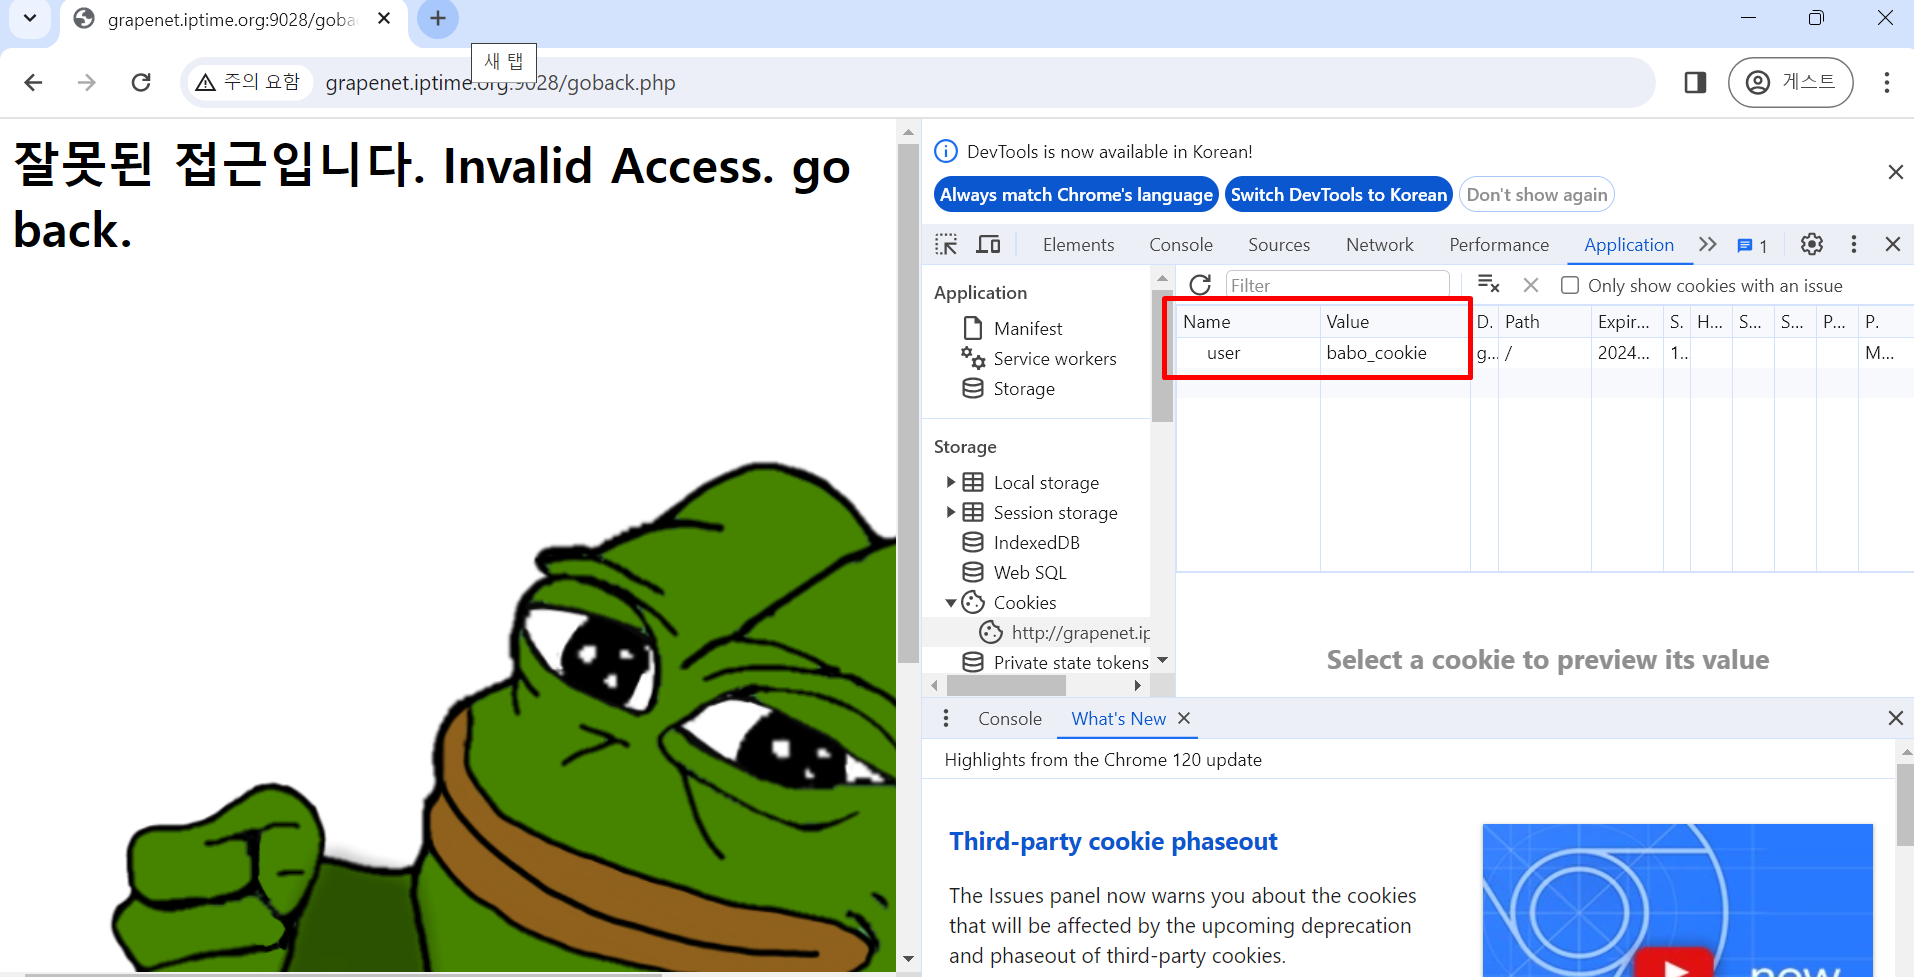 grapenet.iptime.org:9028/goba
새 탭
주의 요함
grapenet.iptime.org:9028/goback.php
게스트
잘못된 접근입니다. Invalid Access. go
back.
DevTools is now available in Korean!
Always match Chrome's language
Switch DevTools to Korean
Don't show again
Elements
Console
Sources
Network
Performance
Application
1
Application
Manifest
Service workers
Storage
Storage
Local storage
Session storage
IndexedDB
Web SQL
Cookies
http://grapenet.ip
Private state tokens
Filter
Only show cookies with an issue
Name Value D. Path Expir... S. H... S... S... P... P.
user babo_cookie g... / 2024... 1.. M...
Select a cookie to preview its value
Console
What's New
Highlights from the Chrome 120 update
Third-party cookie phaseout
The Issues panel now warns you about the cookies
that will be affected by the upcoming deprecation
and phaseout of third-party cookies.
now